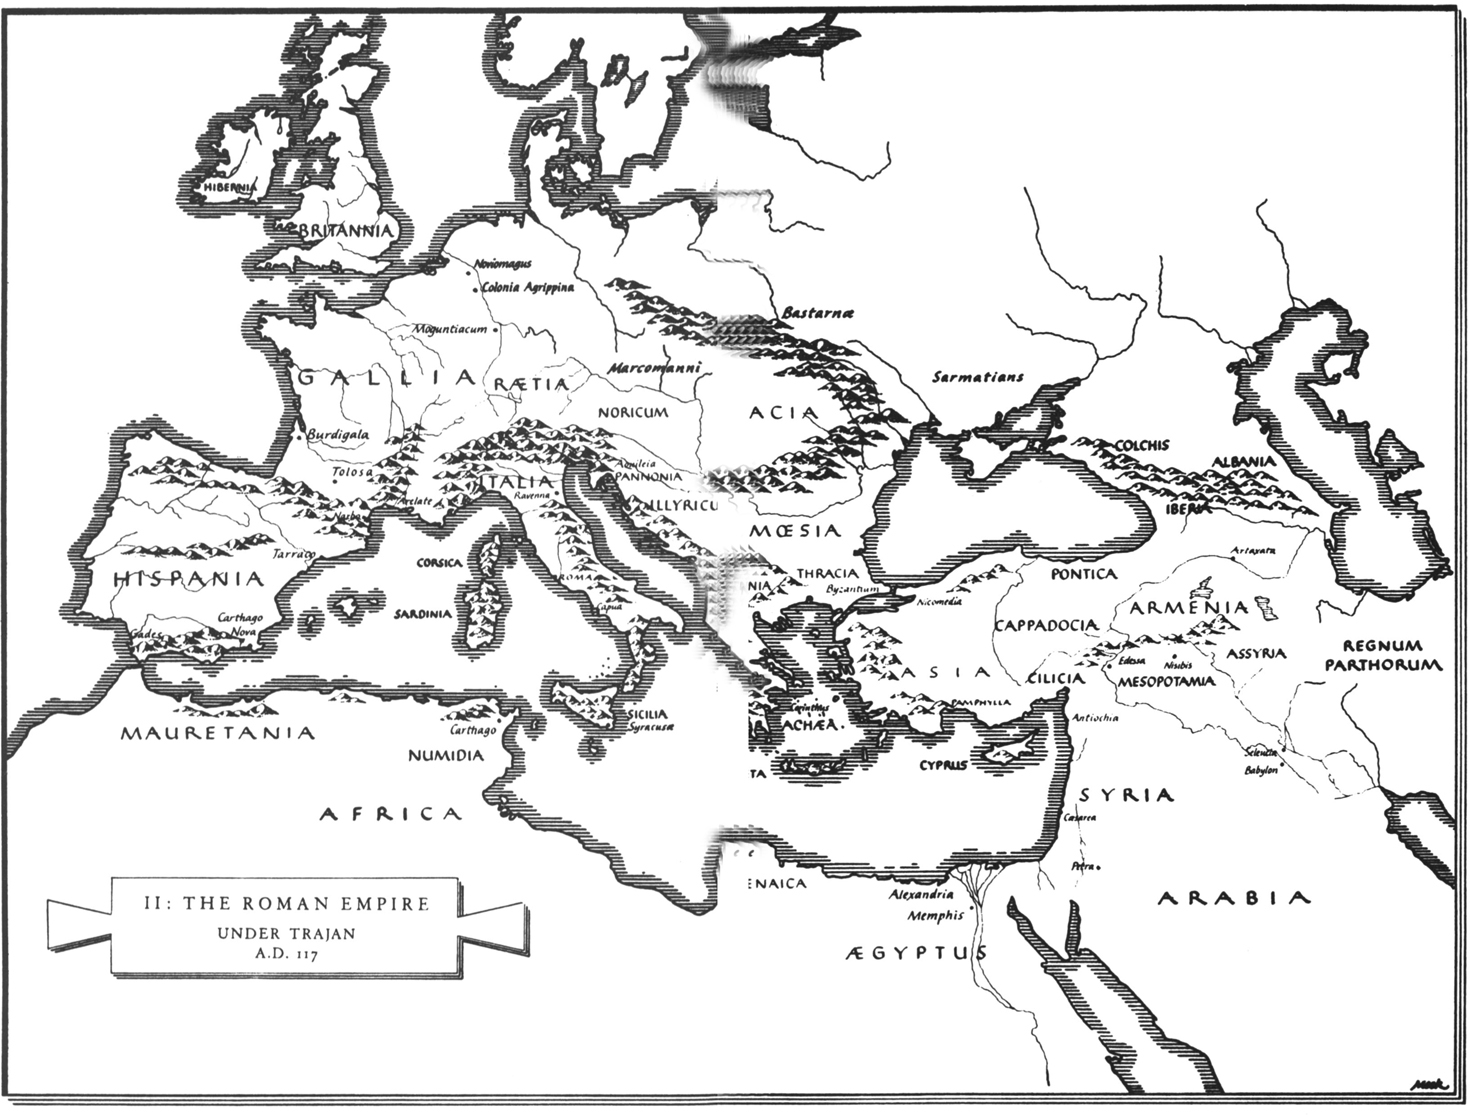 HIBERNIA
BRITANNIA
Noviomagus
Colonia Agrippina
Moguntiacum
Bastarnæ
Marcomanni
Sarmatians
GALLIA
RÆTIA
NORICUM
ACIA
Burdigala
Tolosa
Aquileia
PANNONIA
ITALIA
Ravenna
Arelate
Narbo
ILLYRICU
MŒSIA
COLCHIS
ALBANIA
IBERIA
Artaxata
Tarraco
HISPANIA
CORSICA
ROMA
SARDINIA
Capua
Carthago
Nova
Gades
NIA
THRACIA
Byzantium
Nicomedia
PONTICA
CAPPADOCIA
ARMENIA
REGNUM
PARTHORUM
ASSYRIA
Edessa
Nisibis
MESOPOTAMIA
ASIA
CILICIA
PAMPHYLLA
Antiochia
Corinthus
ACHÆA
SICILIA
Syracusæ
MAURETANIA
Carthago
NUMIDIA
TA
CYPRUS
Seleucia
Babylon
SYRIA
Cæsarea
AFRICA
Petra
ENAICA
Alexandria
Memphis
ÆGYPTUS
ARABIA
II: THE ROMAN EMPIRE
UNDER TRAJAN
A.D. 117